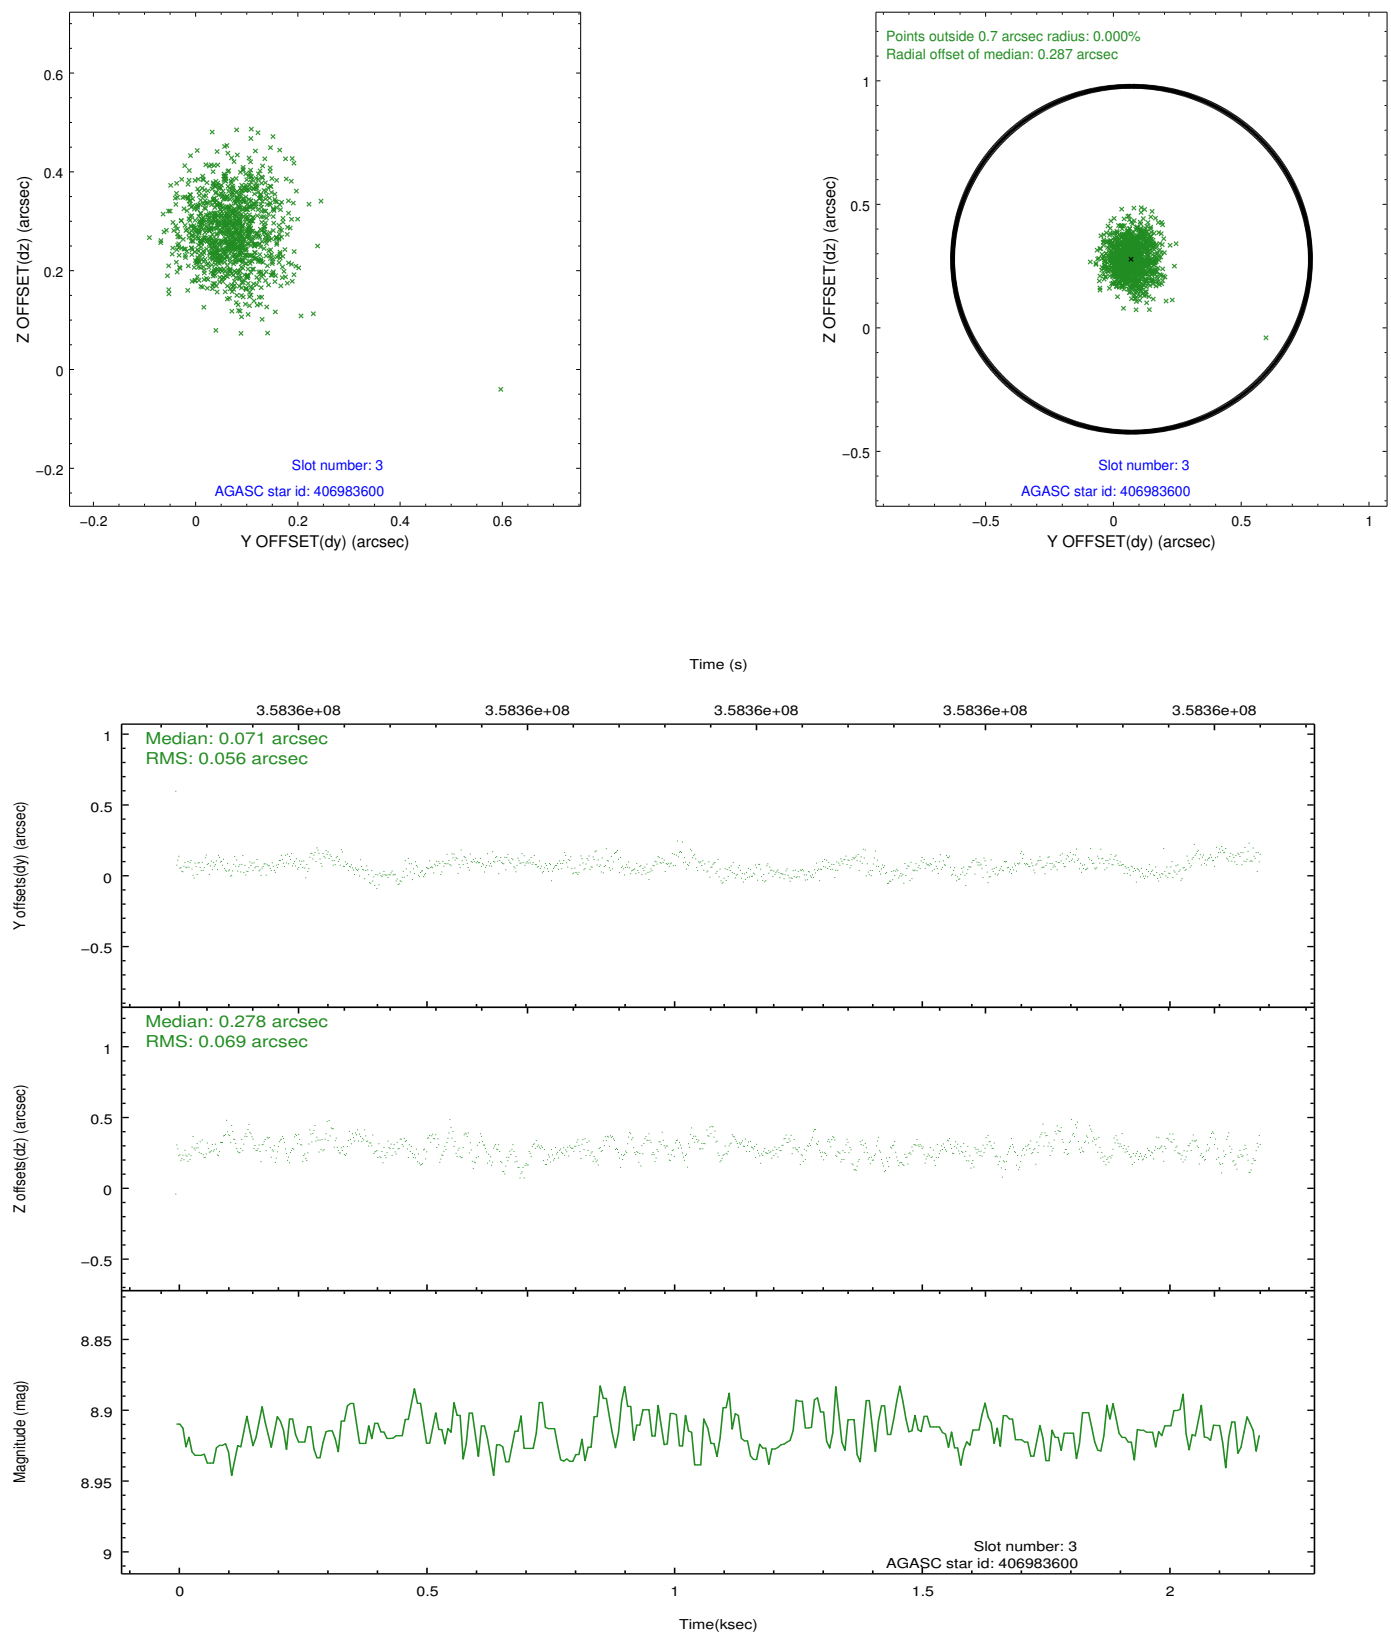 0.6
0.4
0.2
0
−0.2
Z OFFSET(dz) (arcsec)
Slot number: 3
AGASC star id: 406983600
−0.2
0
0.2
0.4
0.6
Y OFFSET(dy) (arcsec)
Points outside 0.7 arcsec radius: 0.000%
Radial offset of median: 0.287 arcsec
1
0.5
0
−0.5
Z OFFSET(dz) (arcsec)
Slot number: 3
AGASC star id: 406983600
−0.5
0
0.5
1
Y OFFSET(dy) (arcsec)
Time (s)
3.5836e+08
3.5836e+08
3.5836e+08
3.5836e+08
3.5836e+08
Median: 0.071 arcsec
RMS: 0.056 arcsec
1
0.5
0
−0.5
Y offsets(dy) (arcsec)
Median: 0.278 arcsec
RMS: 0.069 arcsec
1
0.5
0
−0.5
Z offsets(dz) (arcsec)
8.85
8.9
8.95
9
Magnitude (mag)
Slot number: 3
AGASC star id: 406983600
0
0.5
1
1.5
2
Time(ksec)